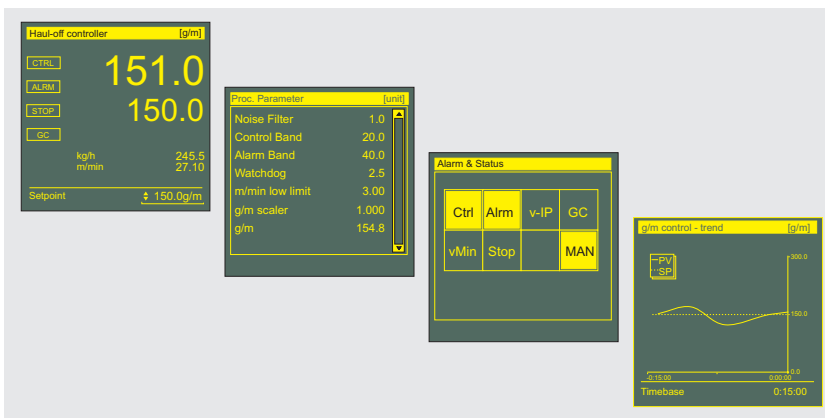 Haul-off controller [g/m]
CTRL
151.0
ALRM
150.0
STOP
GC
kg/h 245.5
m/min 27.10
Setpoint 150.0g/m
Proc. Parameter [unit]
Noise Filter 1.0
Control Band 20.0
Alarm Band 40.0
Watchdog 2.5
m/min low limit 3.00
g/m scaler 1.000
g/m 154.8
Alarm & Status
Ctrl Alrm v-IP GC
vMin Stop MAN
g/m control - trend [g/m]
PV
SP
300.0
150.0
0.0
-0:15:00 0:00:00
Timebase 0:15:00